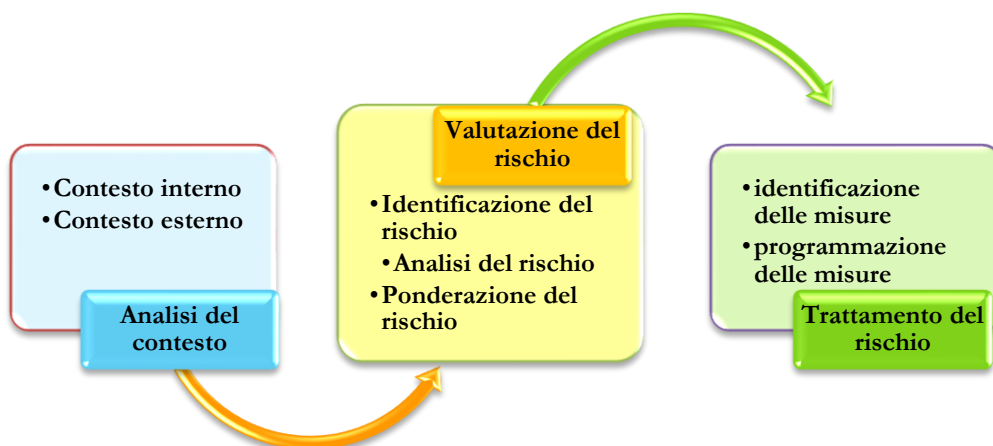 •Contesto interno
•Contesto esterno
Analisi del
contesto
Valutazione del
rischio
•Identificazione del
rischio
•Analisi del rischio
•Ponderazione del
rischio
•identificazione
delle misure
•programmazione
delle misure
Trattamento del
rischio